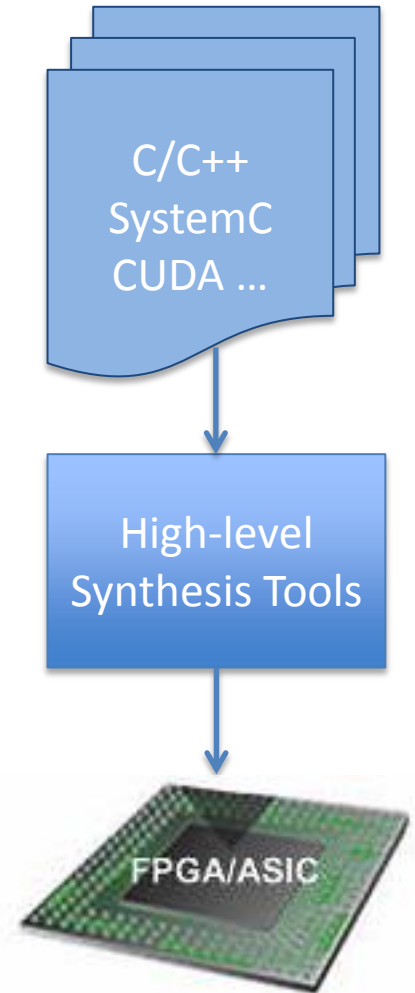 C/C++
SystemC
CUDA ...
High-level
Synthesis Tools
FPGA/ASIC